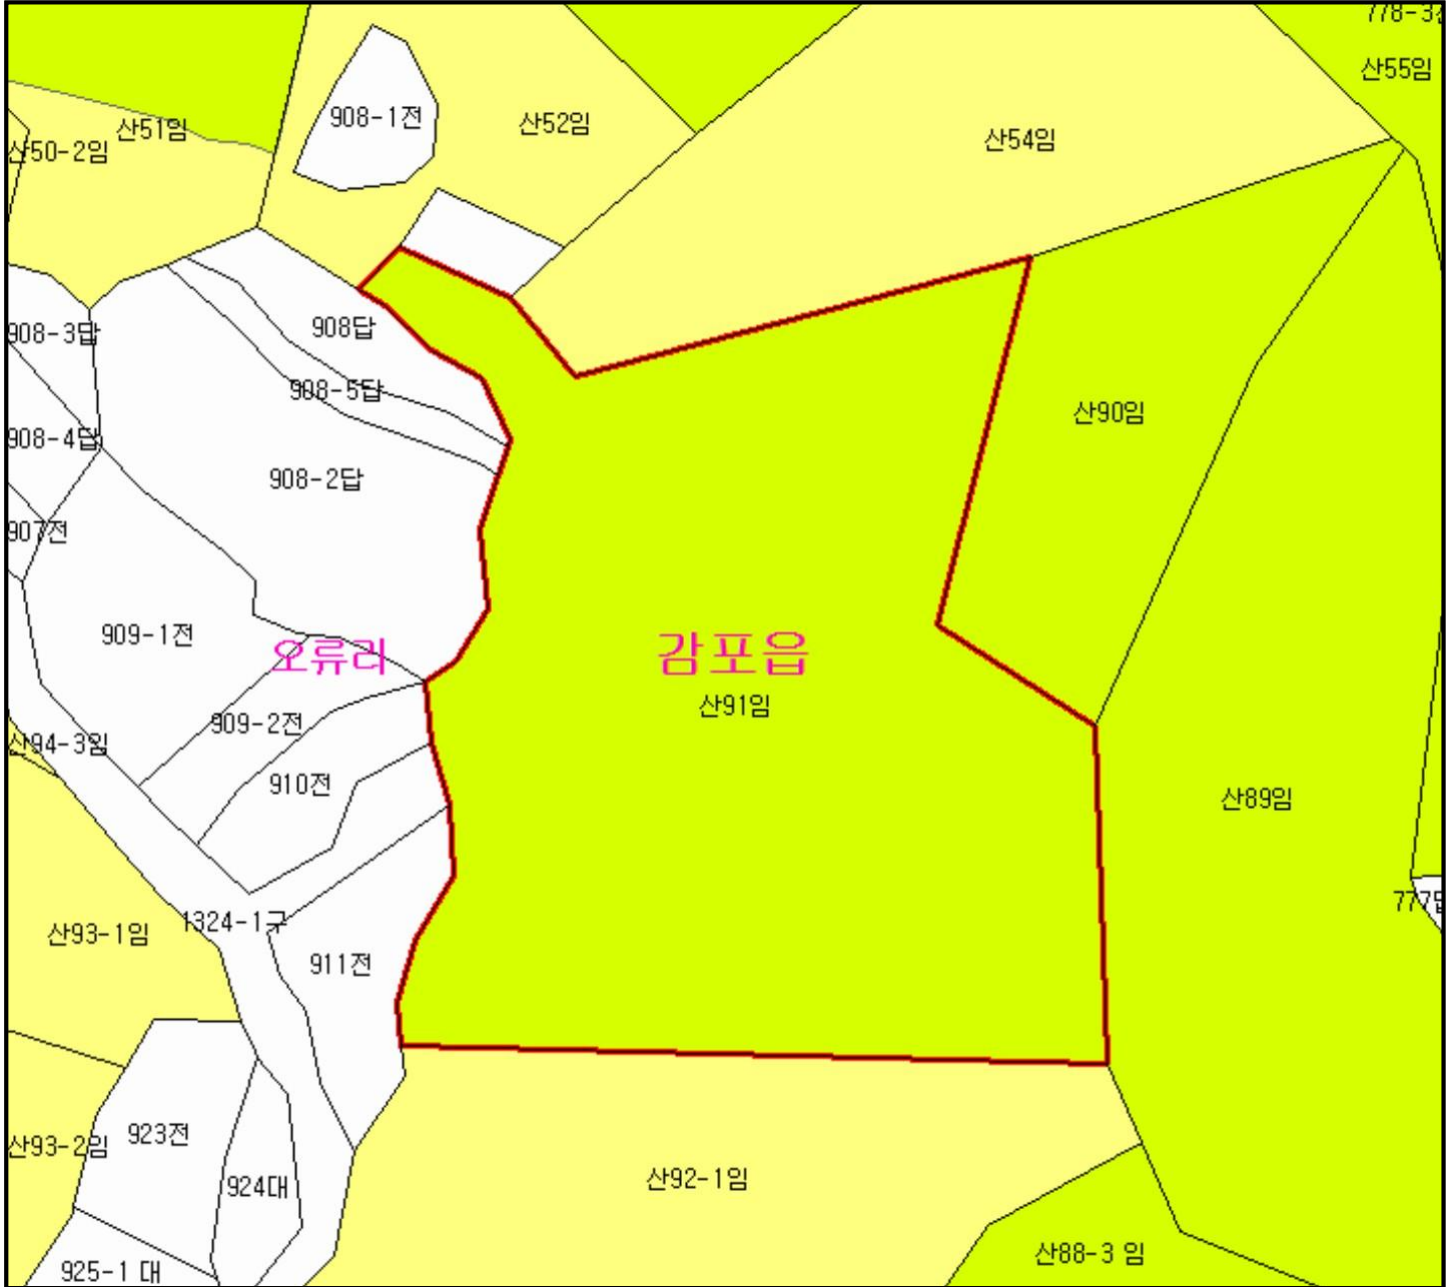 산55임
908-1전
산52임
산51임
산54임
산50-2임
908답
908-3답
908-5답
산90임
908-4답
908-2답
907전
909-1전
오류리
감포읍
산91임
909-2전
산94-3임
910전
산89임
1324-1구
산93-1임
911전
923전
산93-2임
산92-1임
924대
산88-3 임
925-1 대